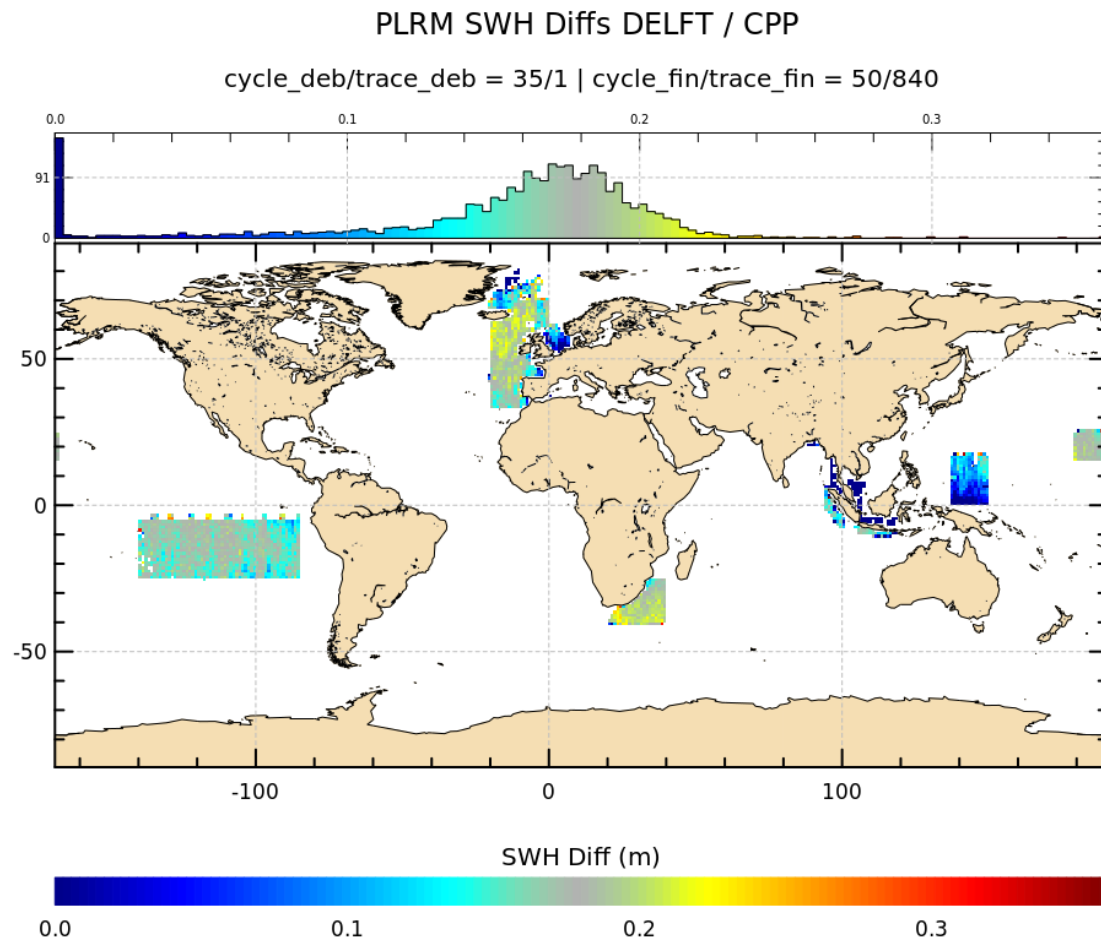 PLRM SWH Diffs DELFT / CPP
cycle_deb/trace_deb = 35/1 | cycle_fin/trace_fin = 50/840
0.0 0.1 0.2 0.3
91
0
50
0
-50
-100 0 100
SWH Diff (m)
0.0 0.1 0.2 0.3